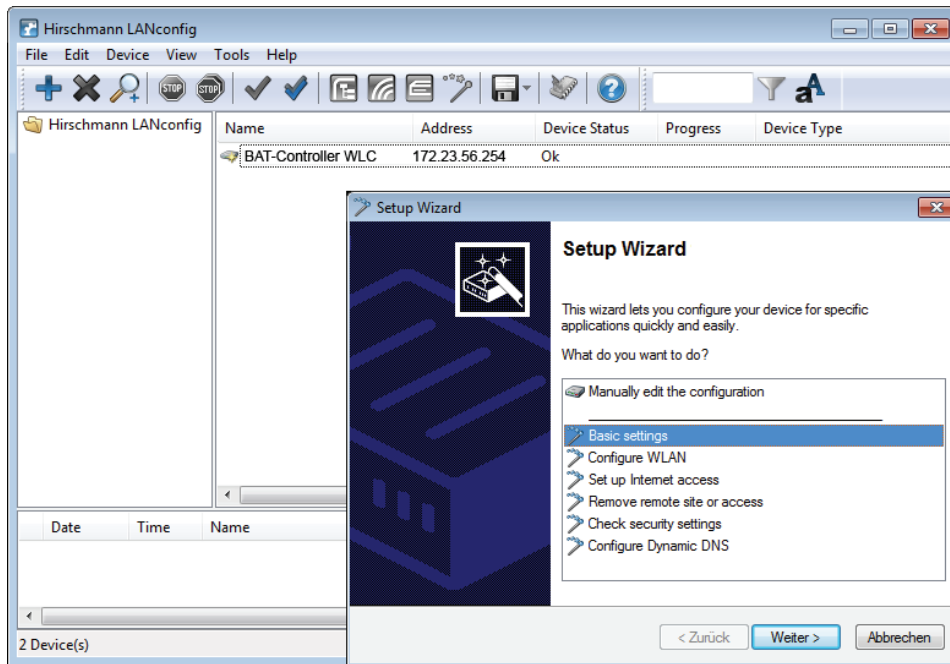 Hirschmann LANconfig
File Edit Device View Tools Help
STOP STOP ? aA
Hirschmann LANconfig
Name Address Device Status Progress Device Type
BAT-Controller WLC 172.23.56.254 Ok
Setup Wizard
Setup Wizard
This wizard lets you configure your device for specific
applications quickly and easily.
What do you want to do?
Manually edit the configuration
Basic settings
Configure WLAN
Set up Internet access
Remove remote site or access
Check security settings
Configure Dynamic DNS
Date Time Name
< Zurück Weiter > Abbrechen
2 Device(s)